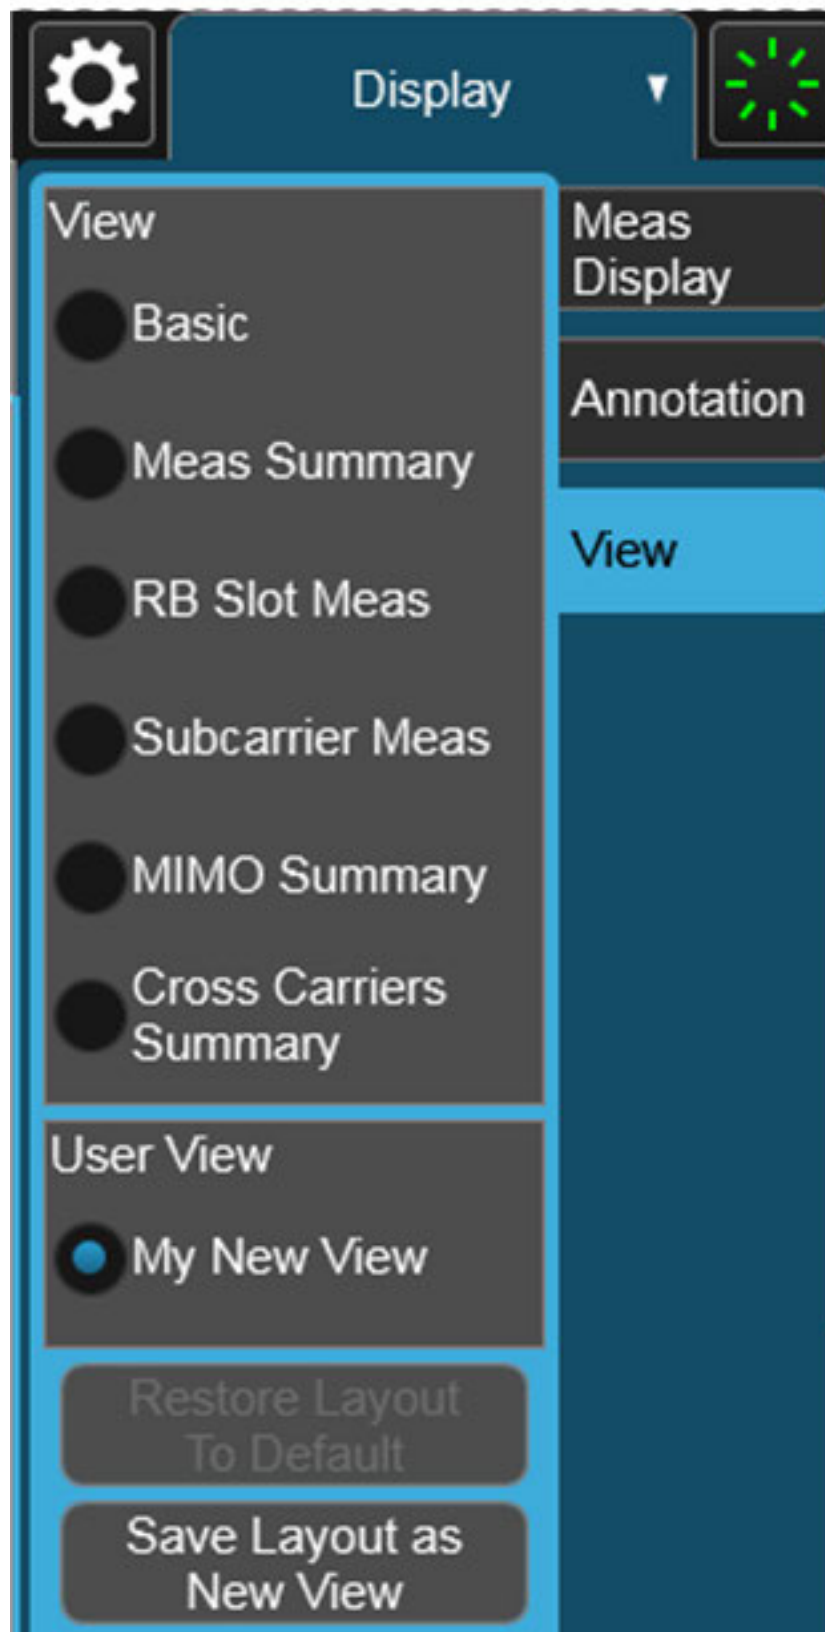 Display
View
Basic
Meas Summary
RB Slot Meas
Subcarrier Meas
MIMO Summary
Cross Carriers
Summary
User View
My New View
Restore Layout
To Default
Save Layout as
New View
Meas
Display
Annotation
View